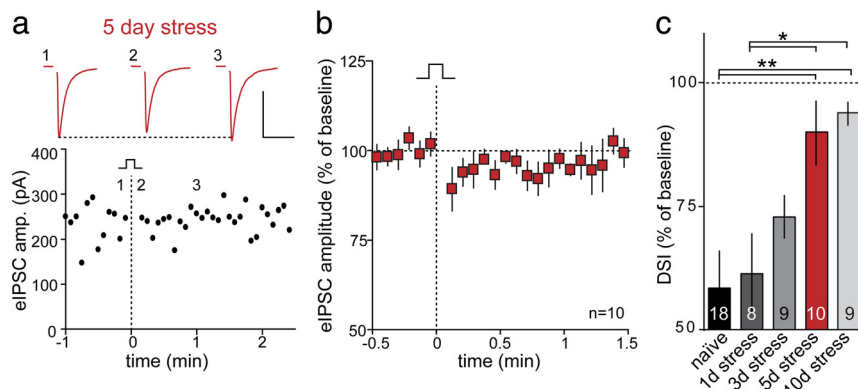 a
5 day stress
1 2 3
eIPSC amp. (pA)
400
300
200
100
0
1 2 3
-1 0 1 2
time (min)
b
eIPSC amplitude (% of baseline)
125
100
75
50
n=10
-0.5 0 0.5 1 1.5
time (min)
c
* 
**
DSI (% of baseline)
100
75
50
18 8 9 10 9
naïve
1d stress
3d stress
5d stress
10d stress